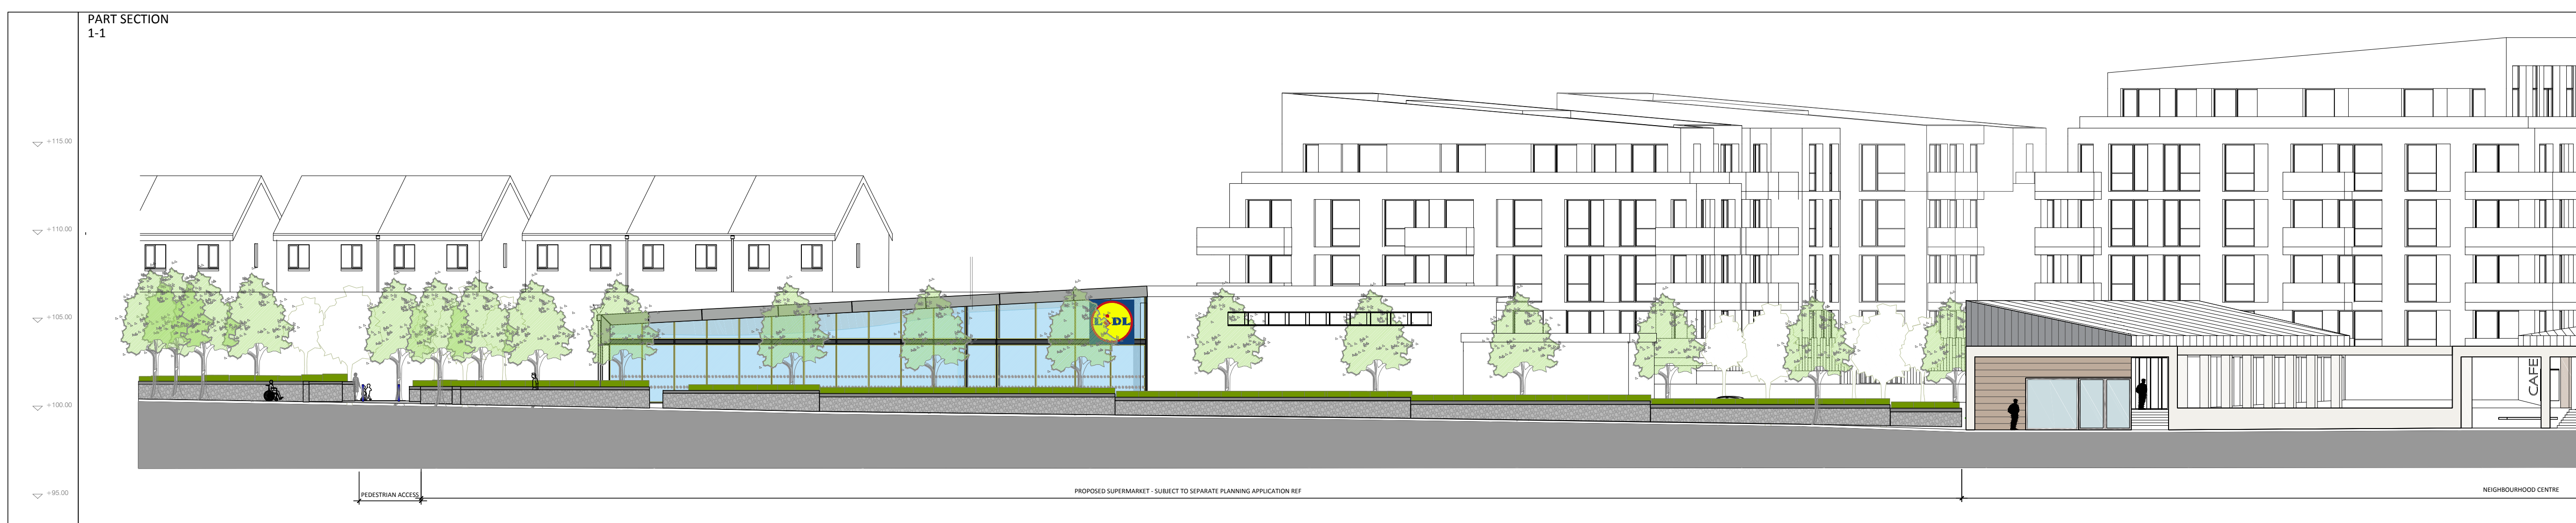 PART SECTION
1-1
+115.00
+110.00
+105.00
+100.00
+95.00
LIDL
CAFE
PEDESTRIAN ACCESS
PROPOSED SUPERMARKET - SUBJECT TO SEPARATE PLANNING APPLICATION REF
NEIGHBOURHOOD CENTRE